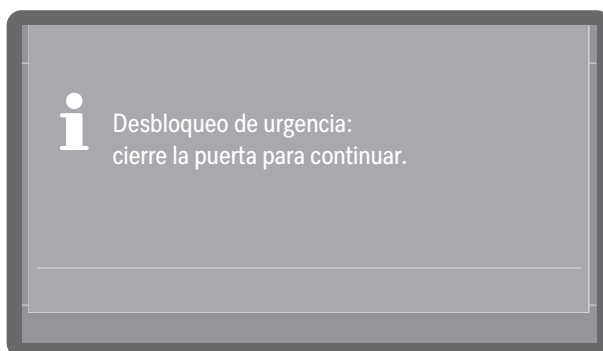 Desbloqueo de urgencia:
cierre la puerta para continuar.